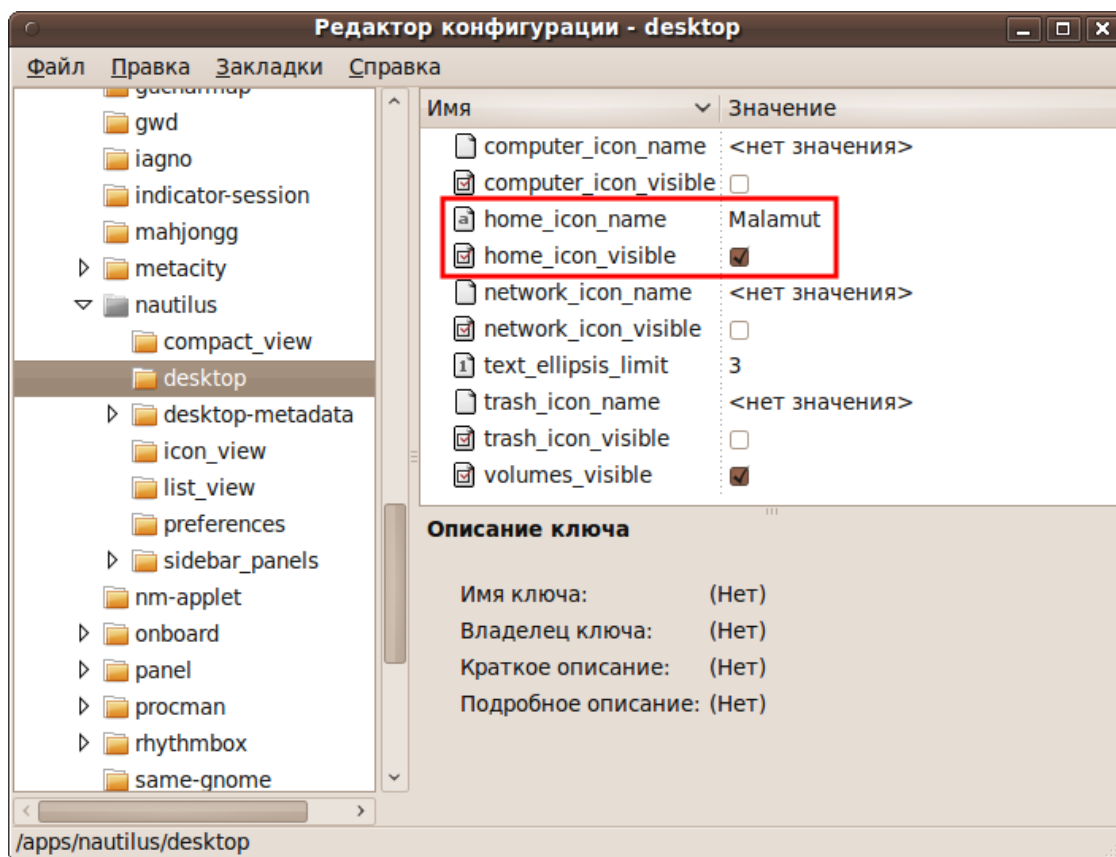 Редактор конфигурации - desktop
Файл Правка Закладки Справка
gucharmap
gwd
iagno
indicator-session
mahjongg
metacity
nautilus
compact_view
desktop
desktop-metadata
icon_view
list_view
preferences
sidebar_panels
nm-applet
onboard
panel
procman
rhythmbox
same-gnome
Имя Значение
computer_icon_name <нет значения>
computer_icon_visible
home_icon_name Malamut
home_icon_visible
network_icon_name <нет значения>
network_icon_visible
text_ellipsis_limit 3
trash_icon_name <нет значения>
trash_icon_visible
volumes_visible
Описание ключа
Имя ключа: (Нет)
Владелец ключа: (Нет)
Краткое описание: (Нет)
Подробное описание: (Нет)
/apps/nautilus/desktop